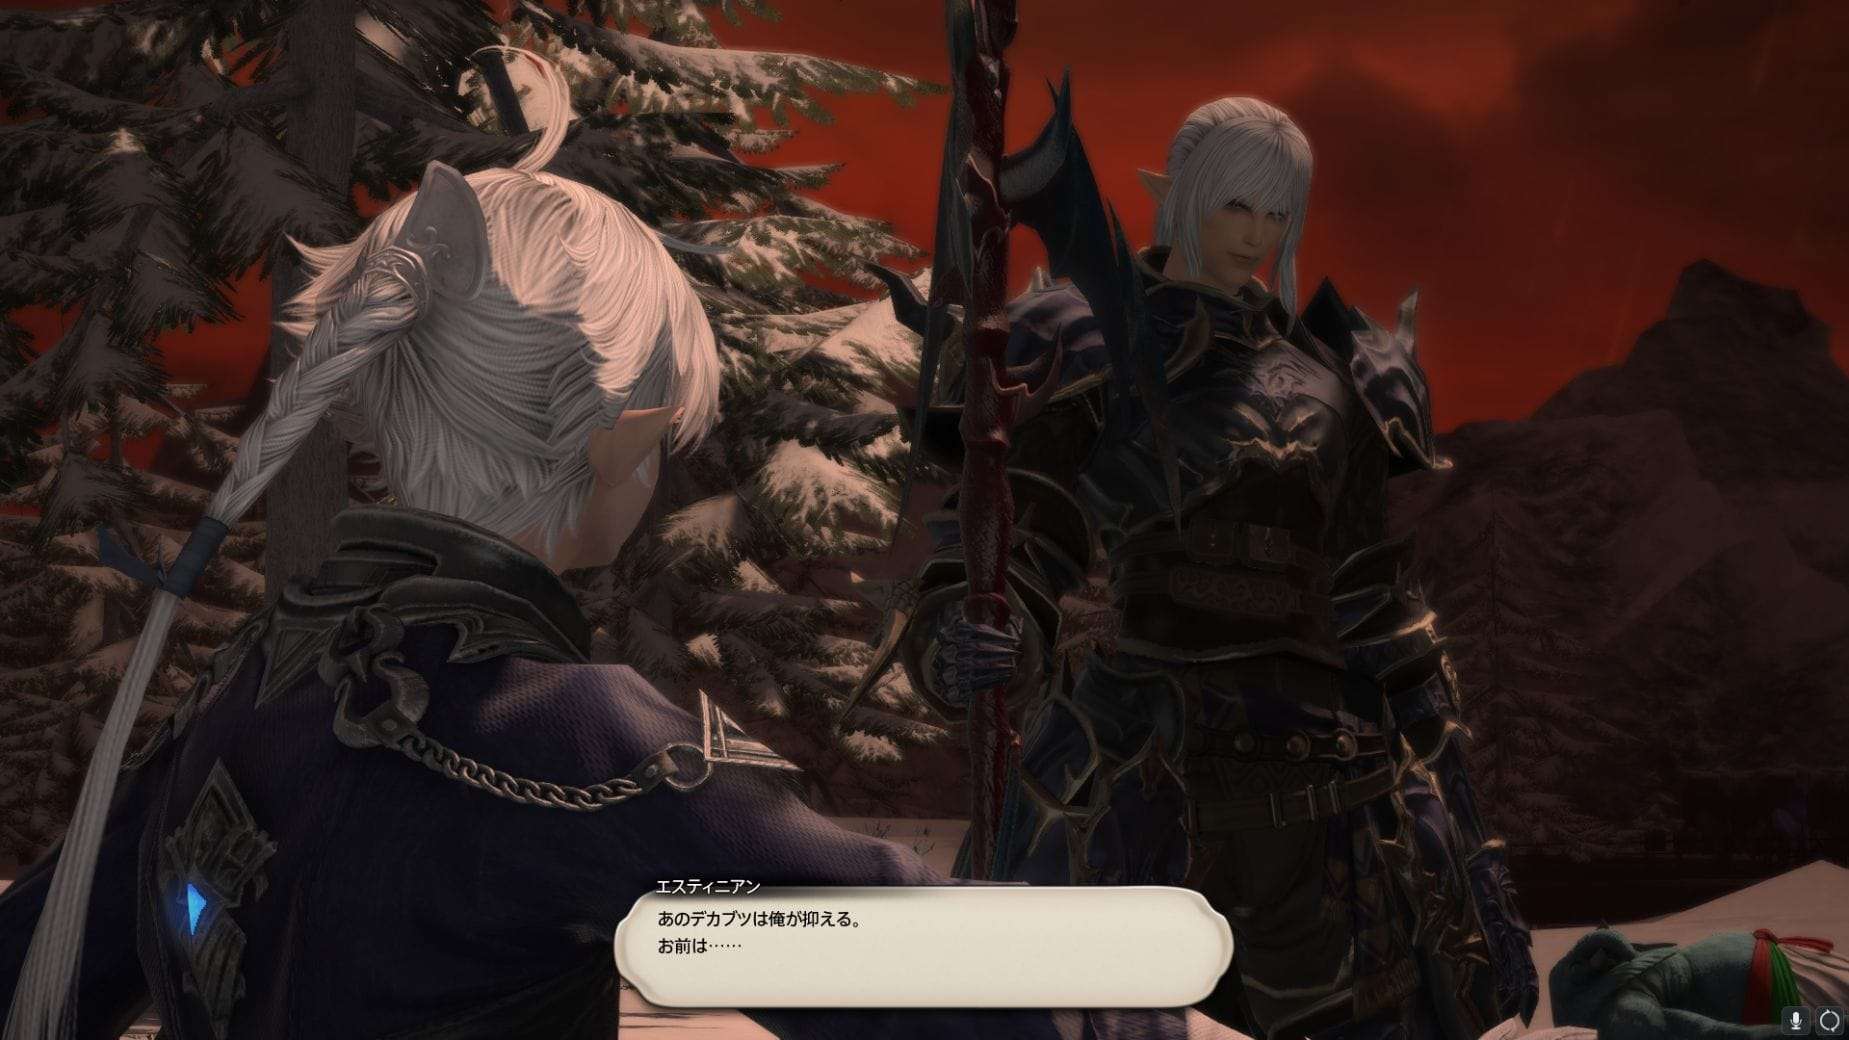 エスティニアン
あのデカブツは俺が抑える。
お前は……